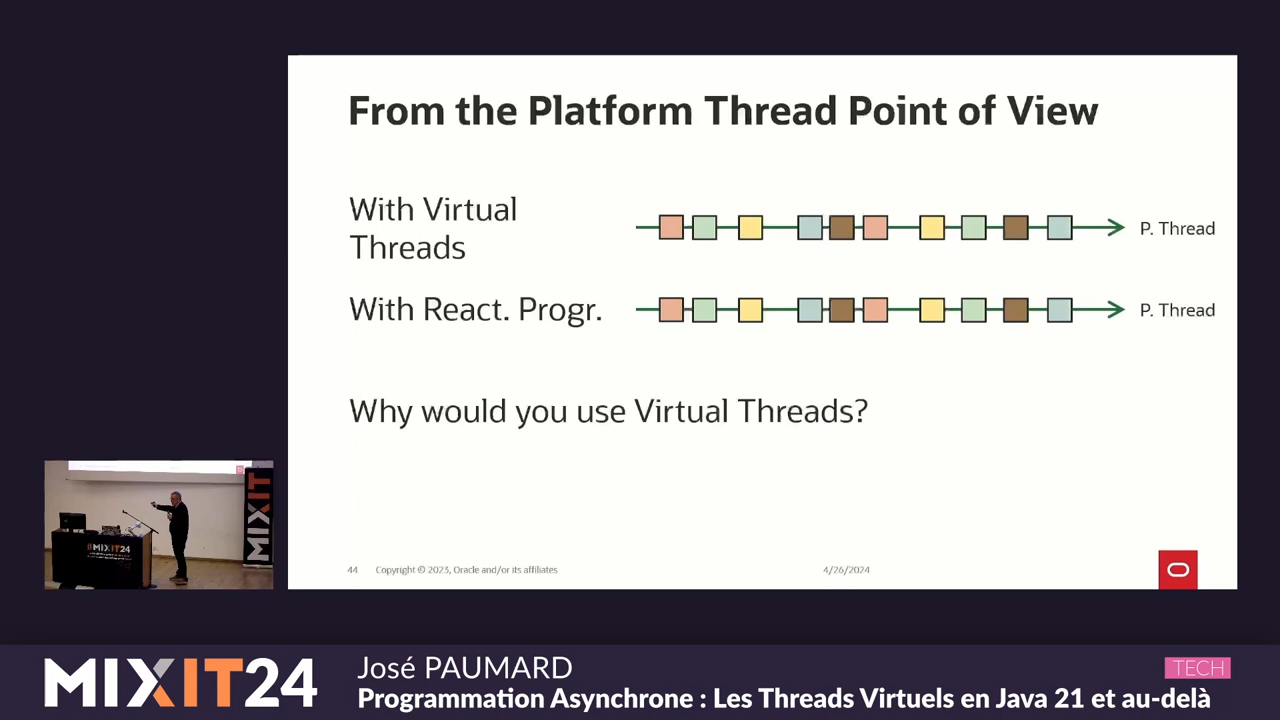 From the Platform Thread Point of View
With Virtual
Threads
P. Thread
With React. Progr.
P. Thread
Why would you use Virtual Threads?
44 Copyright © 2023, Oracle and/or its affiliates 4/26/2024
MIXIT
#MIXIT24
MIXIT24
José PAUMARD
TECH
Programmation Asynchrone : Les Threads Virtuels en Java 21 et au-delà